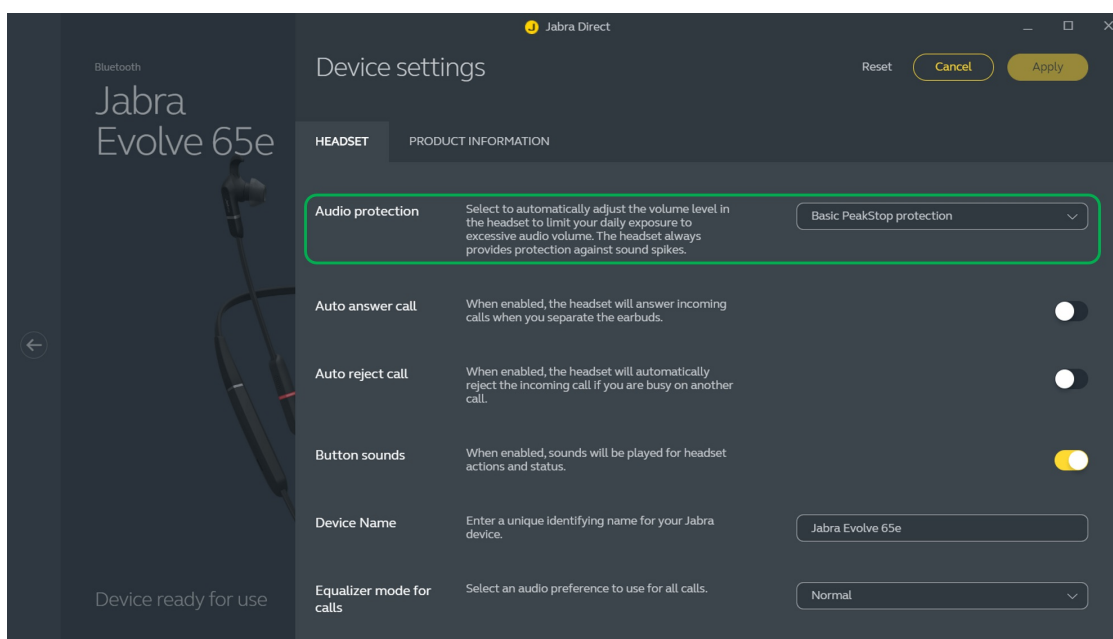 Jabra Direct
Bluetooth
Jabra
Evolve 65e
Device settings
Reset
Cancel
Apply
HEADSET
PRODUCT INFORMATION
Audio protection
Select to automatically adjust the volume level in
the headset to limit your daily exposure to
excessive audio volume. The headset always
provides protection against sound spikes.
Basic PeakStop protection
Auto answer call
When enabled, the headset will answer incoming
calls when you separate the earbuds.
Auto reject call
When enabled, the headset will automatically
reject the incoming call if you are busy on another
call.
Button sounds
When enabled, sounds will be played for headset
actions and status.
Device Name
Enter a unique identifying name for your Jabra
device.
Jabra Evolve 65e
Equalizer mode for
calls
Select an audio preference to use for all calls.
Normal
Device ready for use